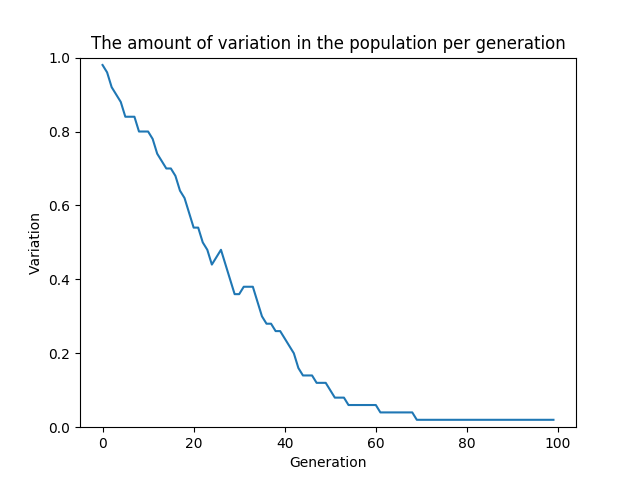 The amount of variation in the population per generation
1.0
0.8
0.6
0.4
0.2
0.0
Variation
0 20 40 60 80 100
Generation